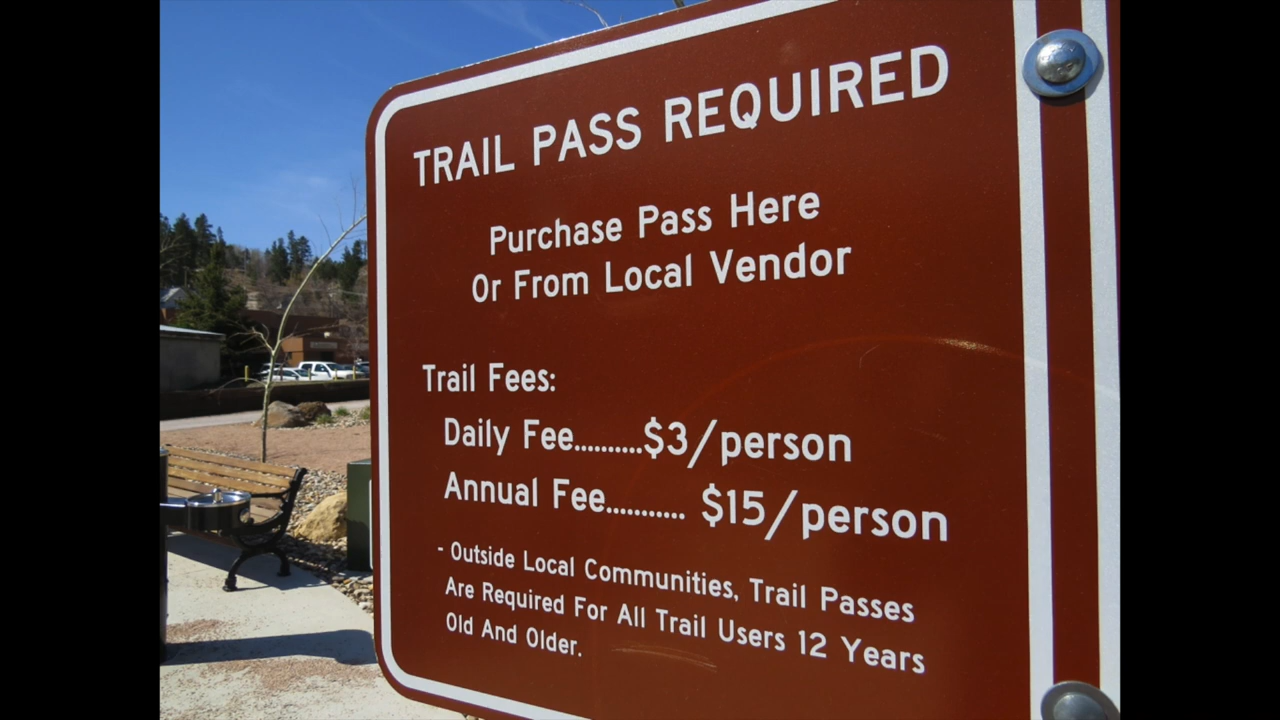 TRAIL PASS REQUIRED
Purchase Pass Here
Or From Local Vendor
Trail Fees:
Daily Fee..........$3/person
Annual Fee........... $15/person
- Outside Local Communities, Trail Passes
Are Required For All Trail Users 12 Years
Old And Older.